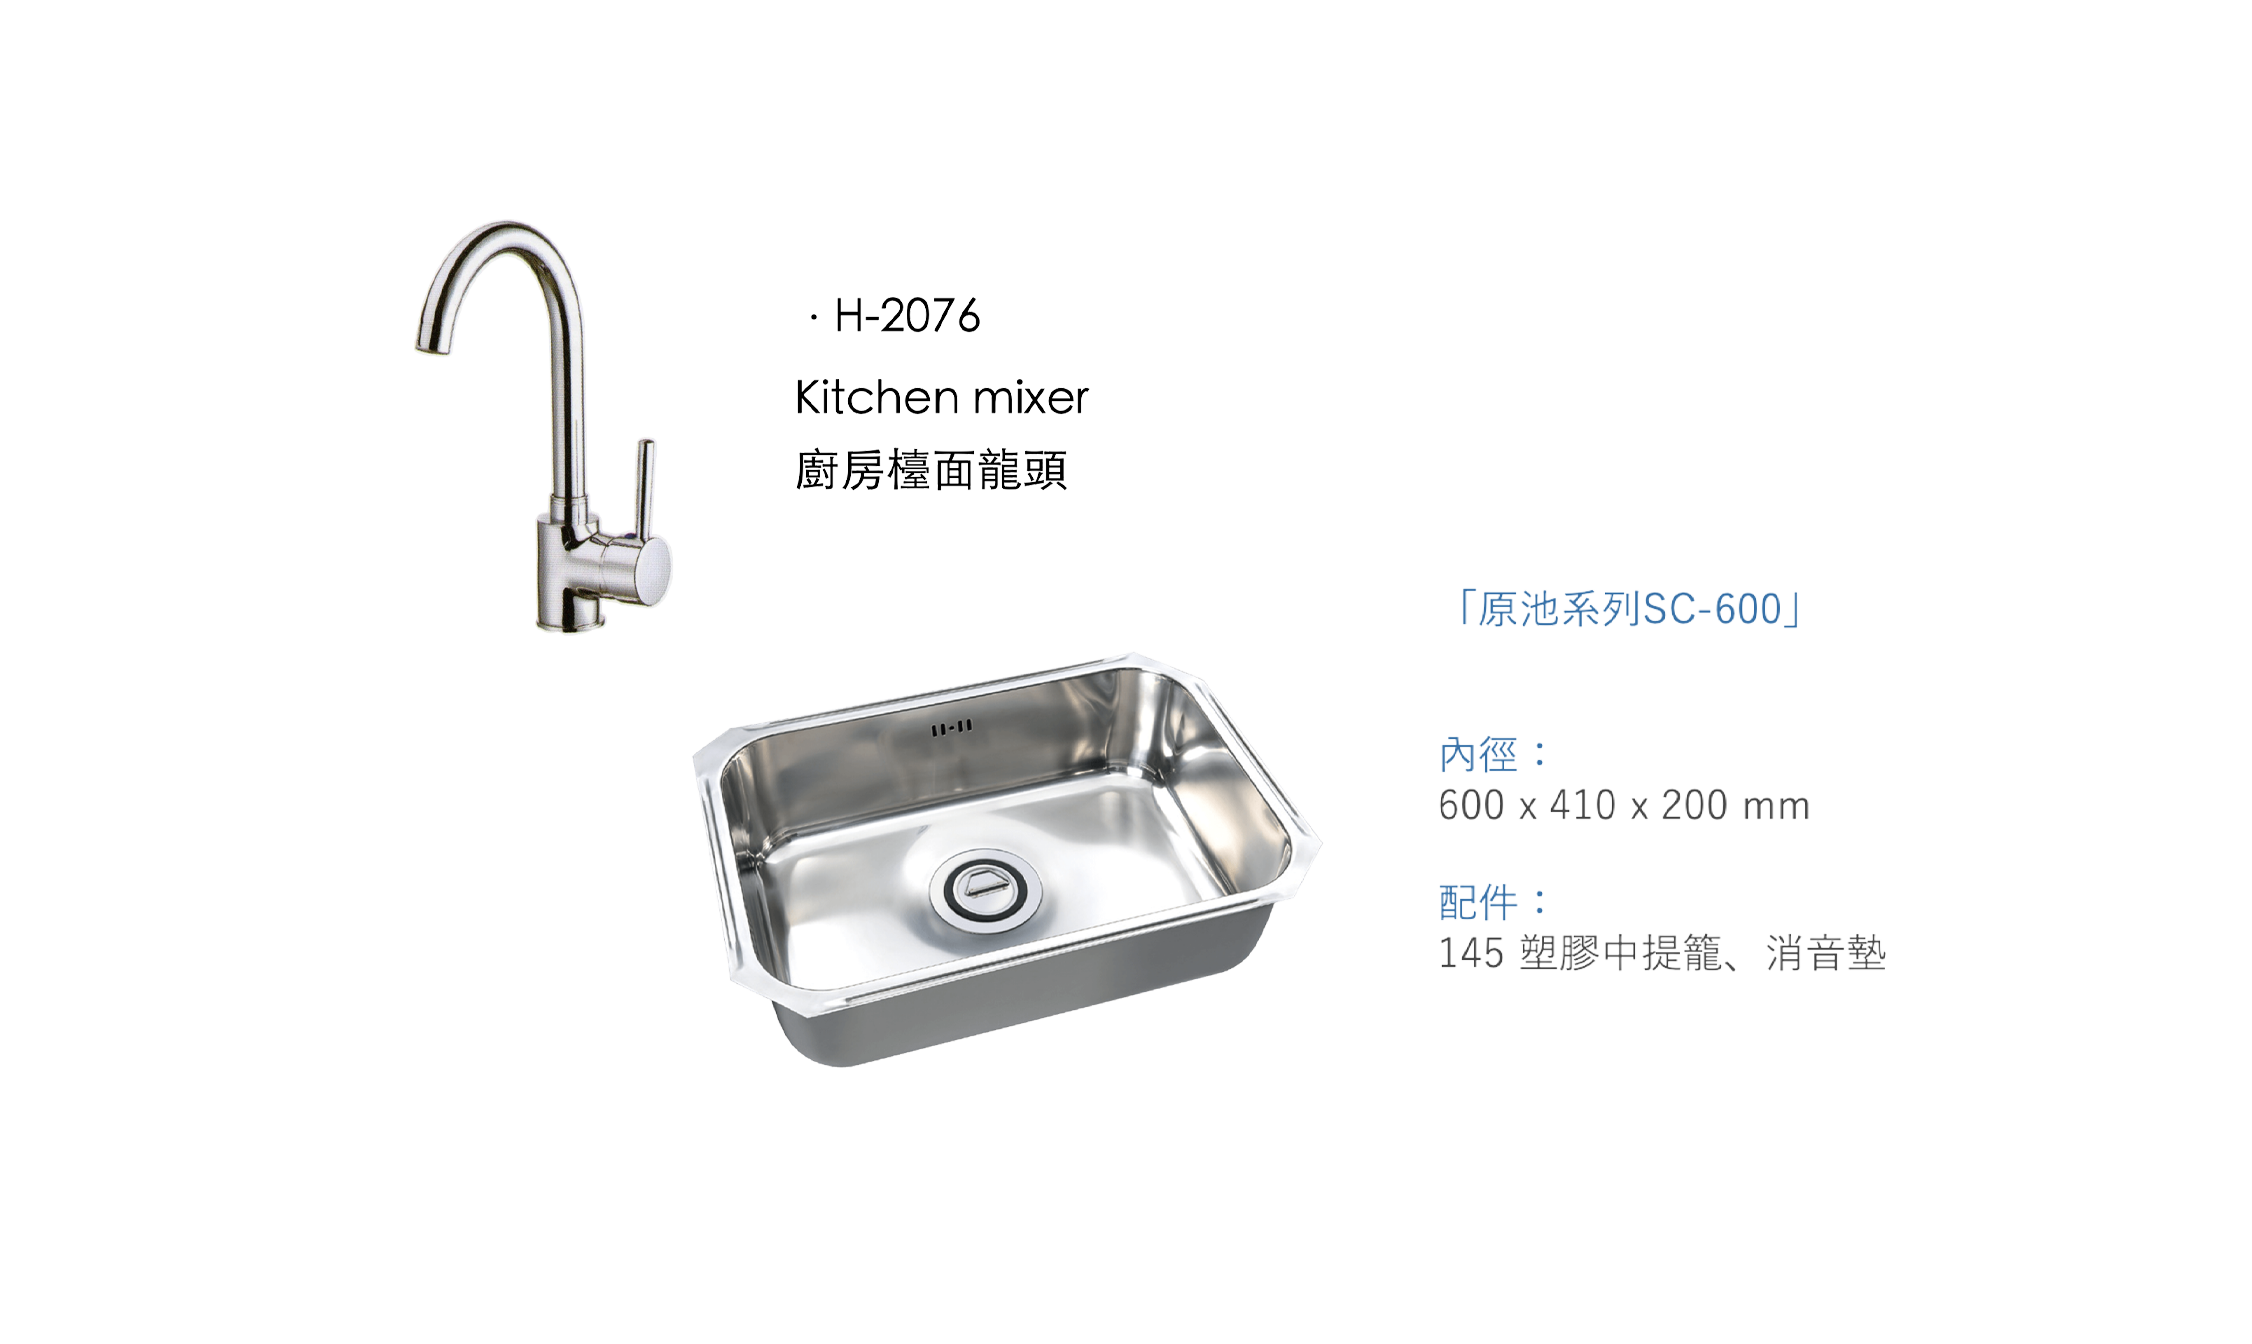 · H-2076
Kitchen mixer
廚房檯面龍頭
「原池系列SC-600」
內徑：
600 x 410 x 200 mm
配件：
145 塑膠中提籠、消音墊